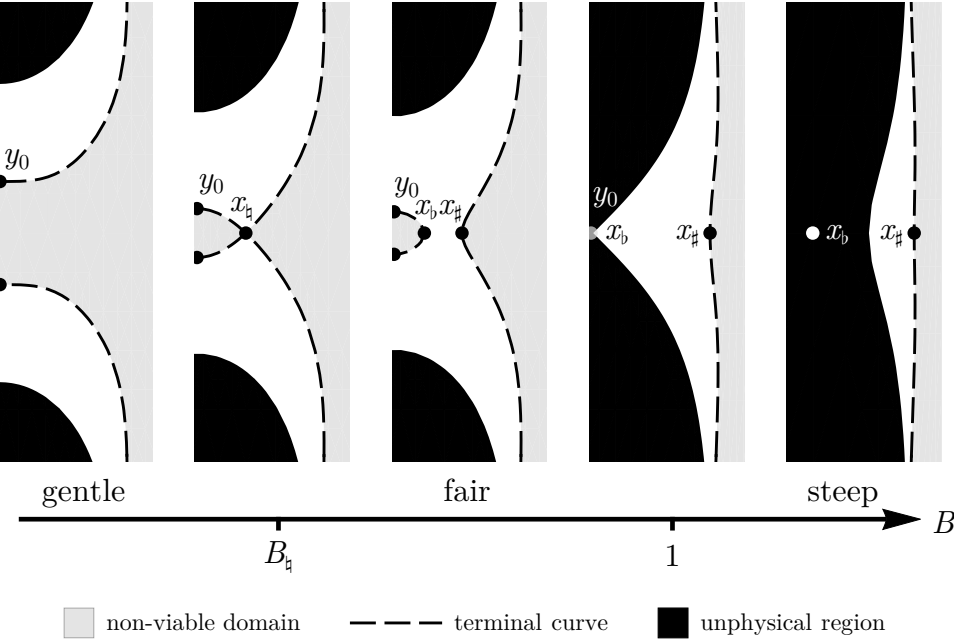 y₀
y₀ x♮
y₀ x♭ x♯
y₀ x♭ x♯
x♭ x♯
gentle fair steep
B
B♮ 1
non-viable domain terminal curve unphysical region